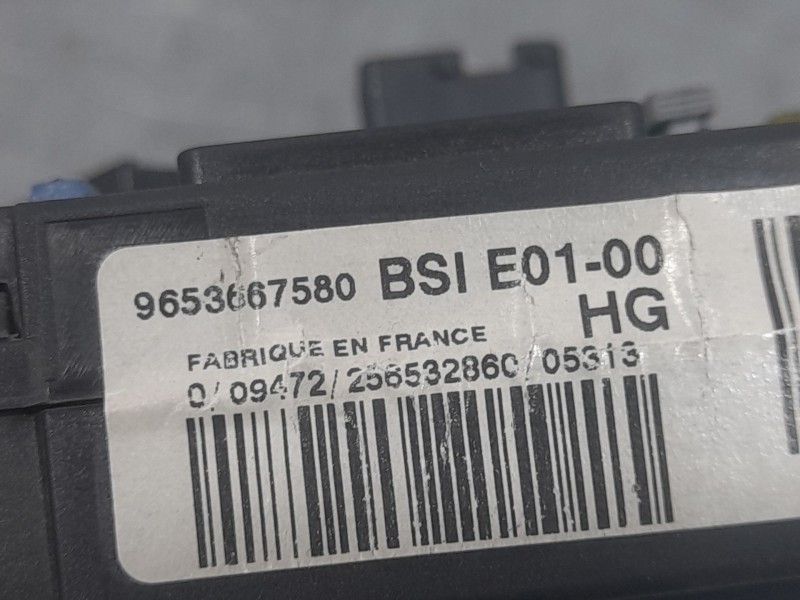 9653667580 BSI E01-00
HG
FABRIQUE EN FRANCE
0/09472/256532860/05313